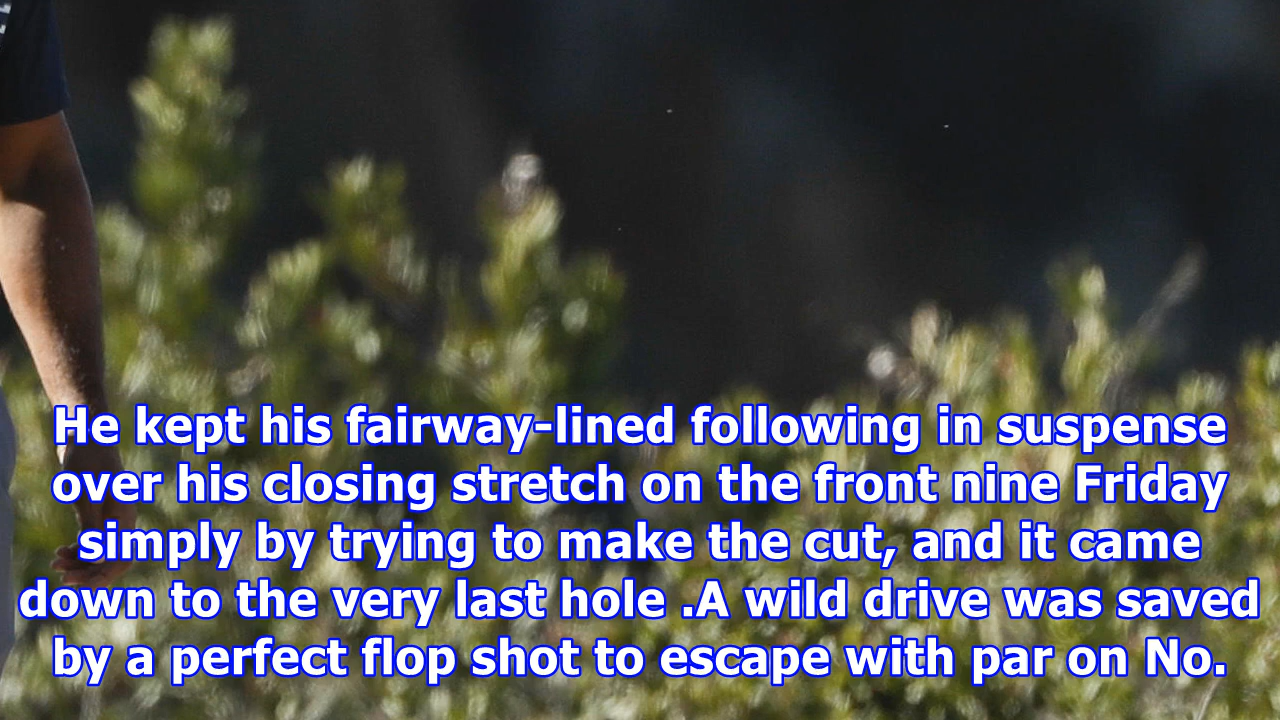 He kept his fairway-lined following in suspense
over his closing stretch on the front nine Friday
simply by trying to make the cut, and it came
down to the very last hole .A wild drive was saved
by a perfect flop shot to escape with par on No.